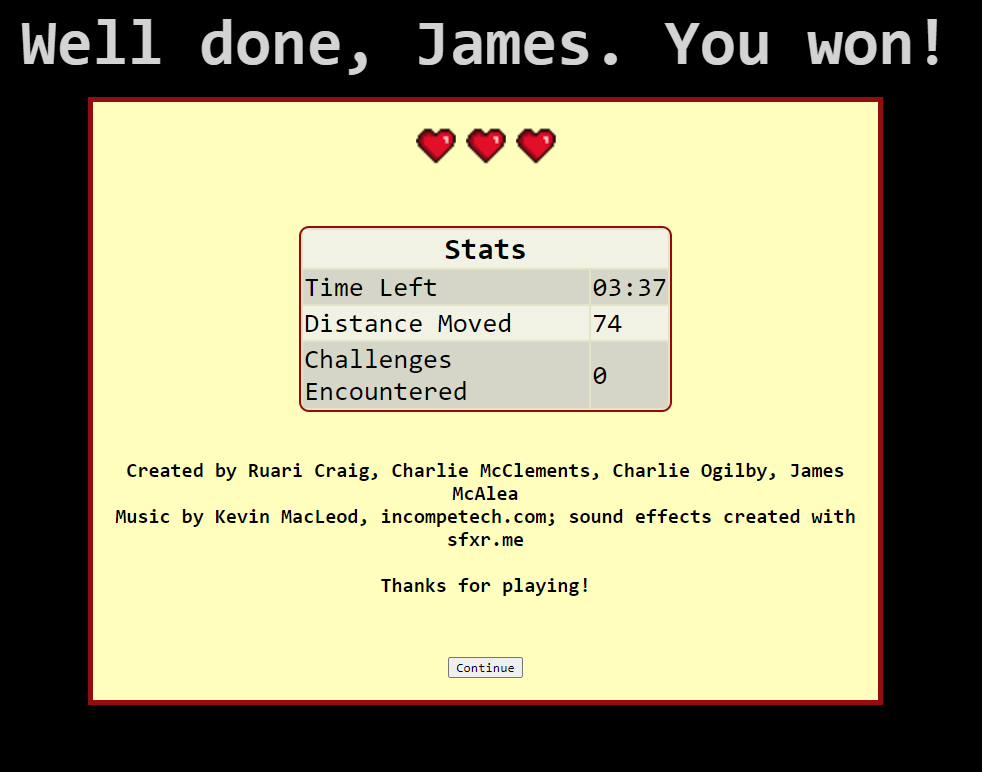 Well done, James. You won!
Stats
Time Left 03:37
Distance Moved 74
Challenges
Encountered 0
Created by Ruari Craig, Charlie McClements, Charlie Ogilby, James
McAlea
Music by Kevin MacLeod, incompetech.com; sound effects created with
sfxr.me
Thanks for playing!
Continue